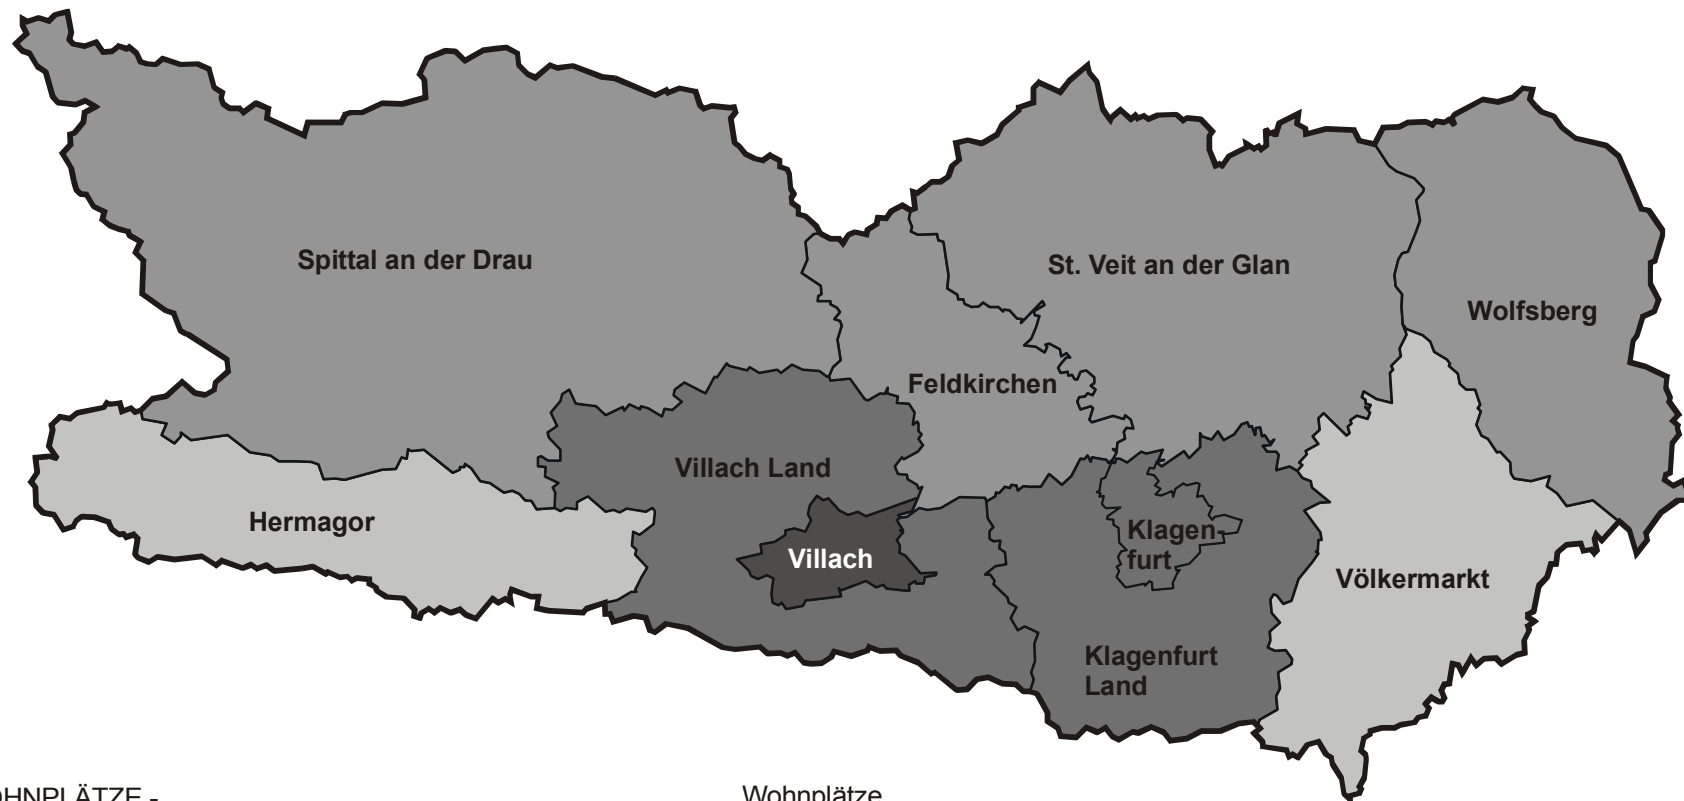 Spittal an der Drau
St. Veit an der Glan
Wolfsberg
Feldkirchen
Villach Land
Hermagor
Klagen-
furt
Villach
Völkermarkt
Klagenfurt
Land
OHNPLÄTZE -
Wohnplätze